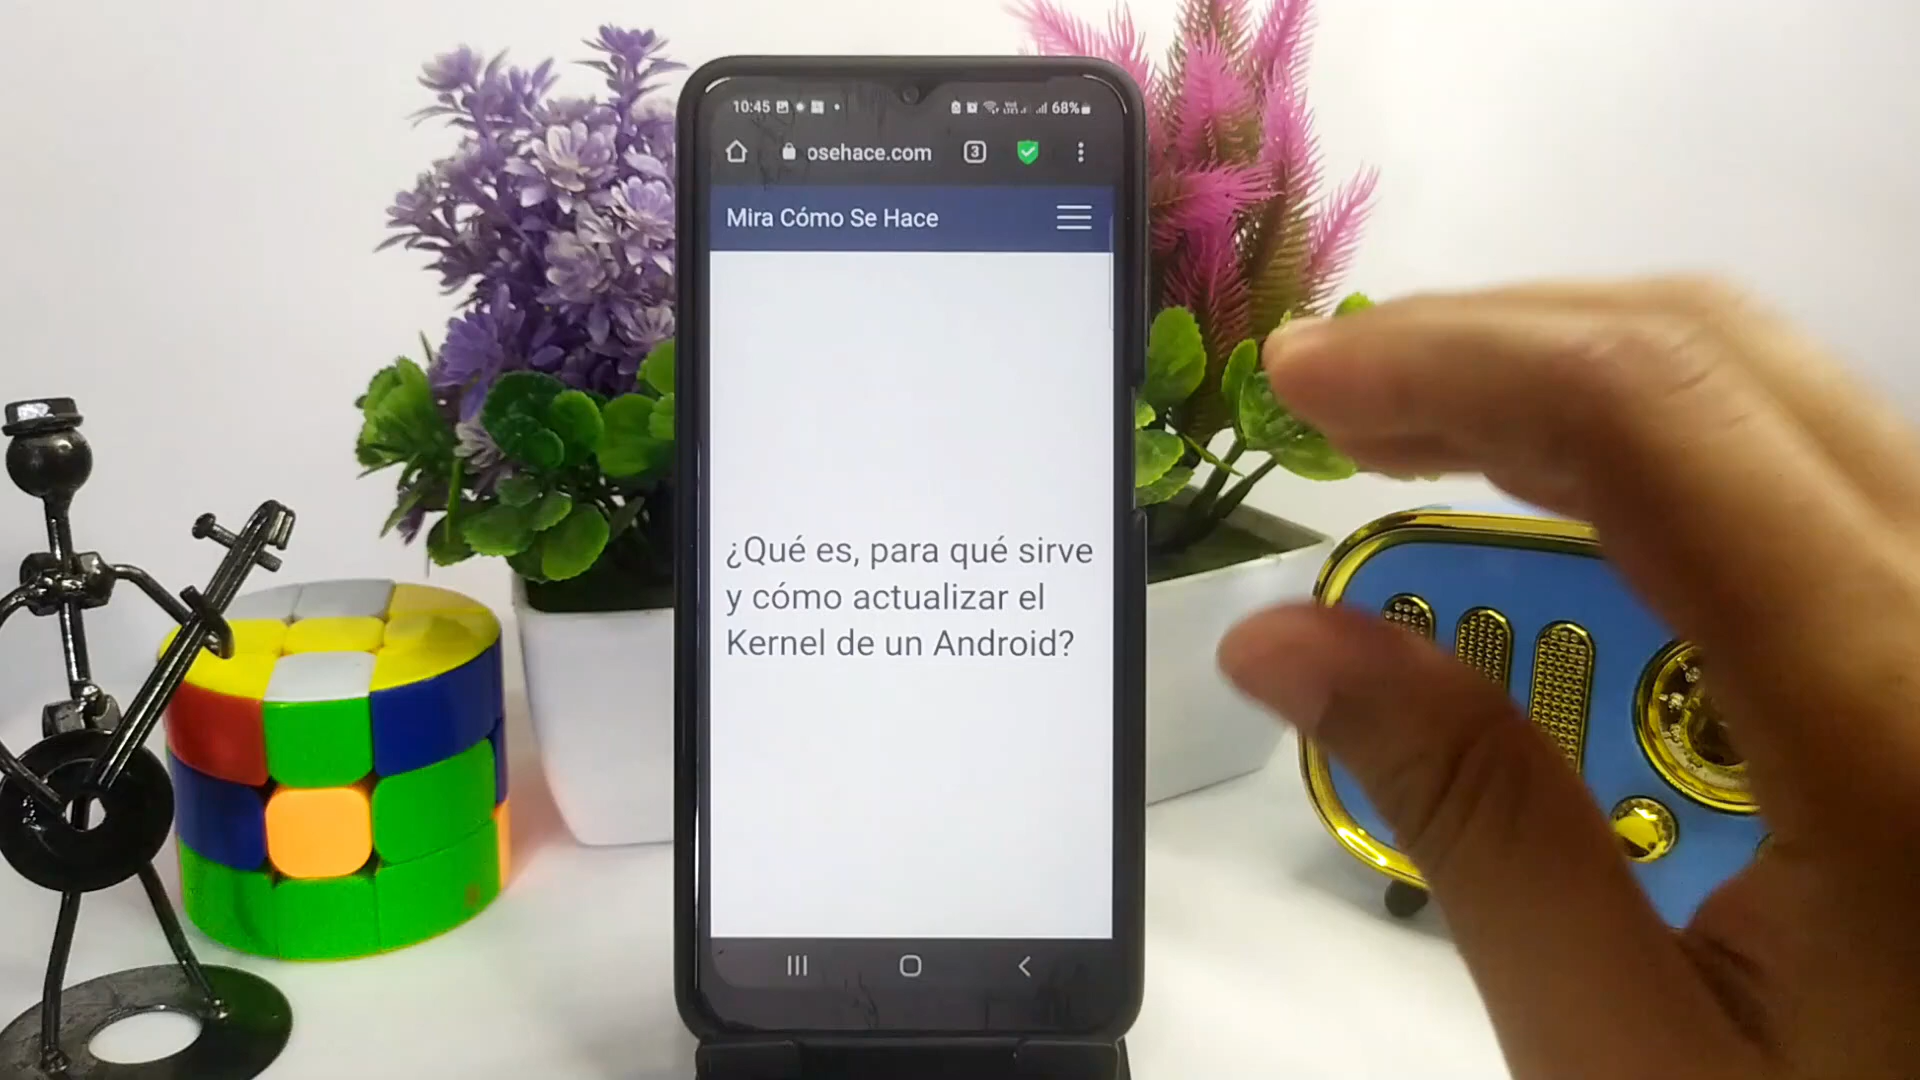 10:45 68%
osehace.com 3
Mira Cómo Se Hace
¿Qué es, para qué sirve
y cómo actualizar el
Kernel de un Android?